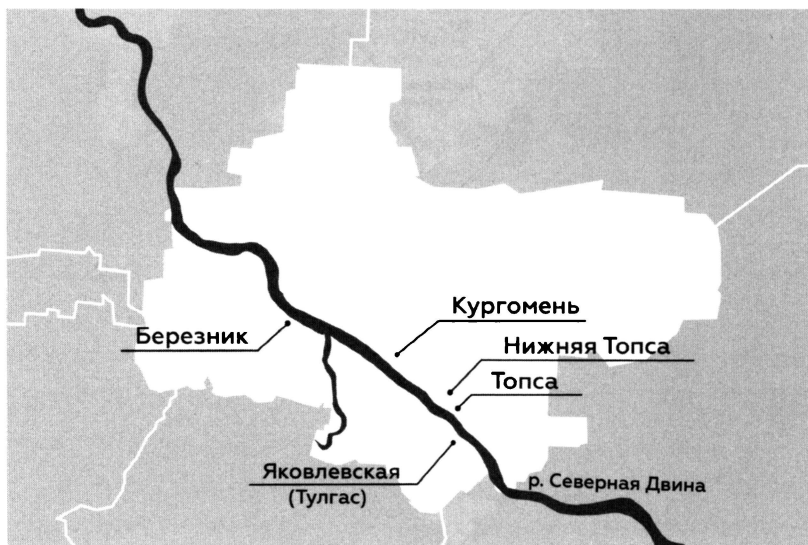 Кургомень
Березник
Нижняя Топса
Топса
Яковлевская
(Тулгас)
р. Северная Двина